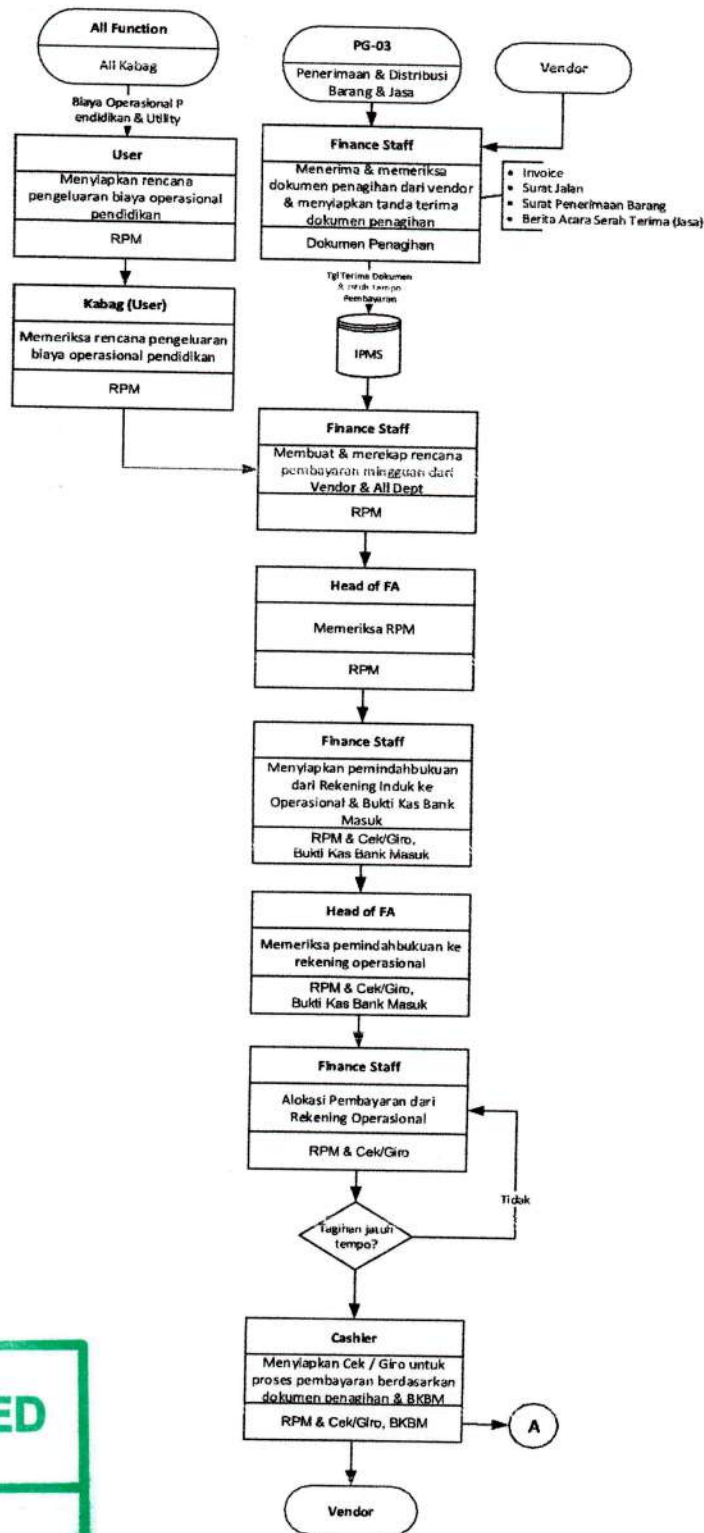 All Function
All Kabag
Biaya Operasional P
endidikan & Utility
User
Menyiapkan rencana
pengeluaran biaya operasional
pendidikan
RPM
Kabag (User)
Memeriksa rencana pengeluaran
biaya operasional pendidikan
RPM
PG-03
Penerimaan & Distribusi
Barang & Jasa
Vendor
Finance Staff
Menerima & memeriksa
dokumen penagihan dari vendor
& menyiapkan tanda terima
dokumen penagihan
Dokumen Penagihan
• Invoice
• Surat Jalan
• Surat Penerimaan Barang
• Berita Acara Serah Terima (Jasa)
Tgl Terima Dokumen
& Jatuh Tempo
Pembayaran
IPMS
Finance Staff
Membuat & merekap rencana
pembayaran mingguan dari
Vendor & All Dept
RPM
Head of FA
Memeriksa RPM
RPM
Finance Staff
Menyiapkan pemindahbukuan
dari Rekening Induk ke
Operasional & Bukti Kas Bank
Masuk
RPM & Cek/Giro,
Bukti Kas Bank Masuk
Head of FA
Memeriksa pemindahbukuan ke
rekening operasional
RPM & Cek/Giro,
Bukti Kas Bank Masuk
Finance Staff
Alokasi Pembayaran dari
Rekening Operasional
RPM & Cek/Giro
Tidak
Tagihan jatuh
tempo?
Cashier
Menyiapkan Cek / Giro untuk
proses pembayaran berdasarkan
dokumen penagihan & BKBM
RPM & Cek/Giro, BKBM
A
Vendor
ED